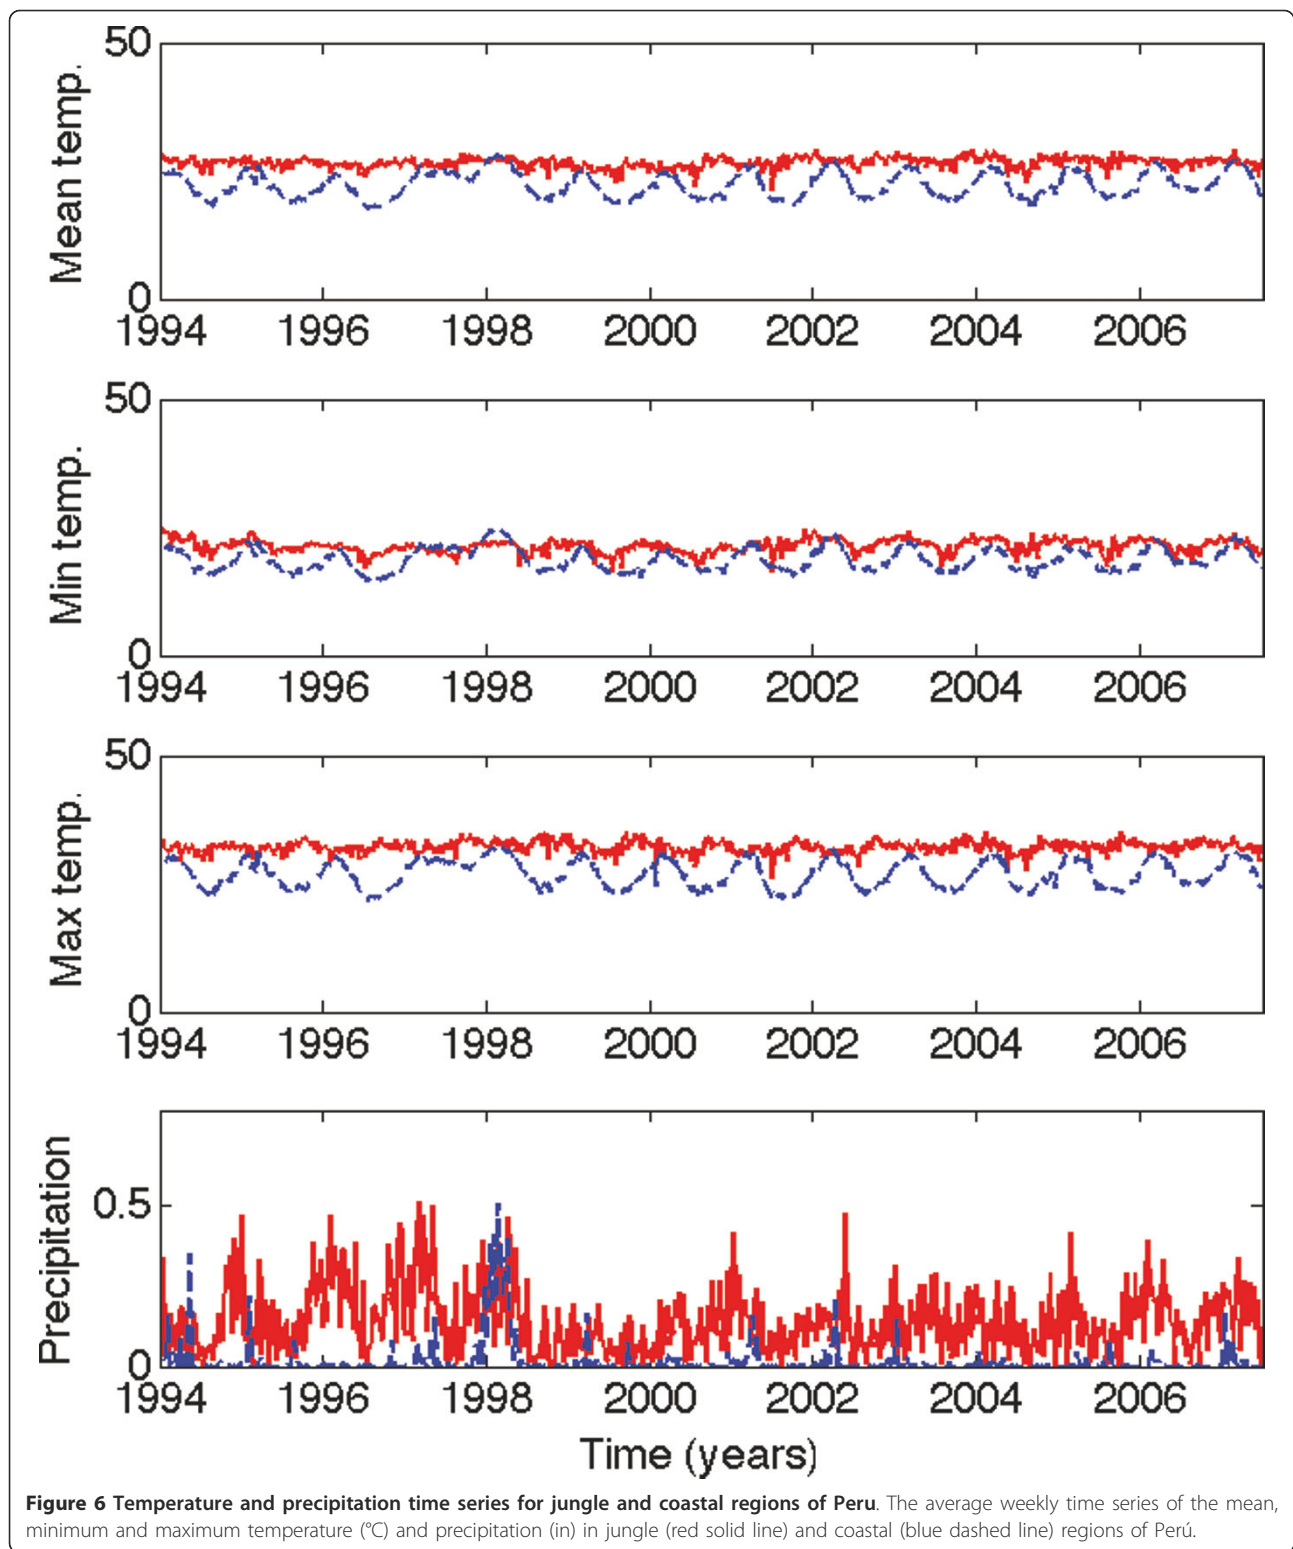 50
Mean temp.
0
1994 1996 1998 2000 2002 2004 2006
50
Min temp.
0
1994 1996 1998 2000 2002 2004 2006
50
Max temp.
0
1994 1996 1998 2000 2002 2004 2006
Precipitation
0.5
0
1994 1996 1998 2000 2002 2004 2006
Time (years)
Figure 6 Temperature and precipitation time series for jungle and coastal regions of Peru. The average weekly time series of the mean,
minimum and maximum temperature (°C) and precipitation (in) in jungle (red solid line) and coastal (blue dashed line) regions of Perú.